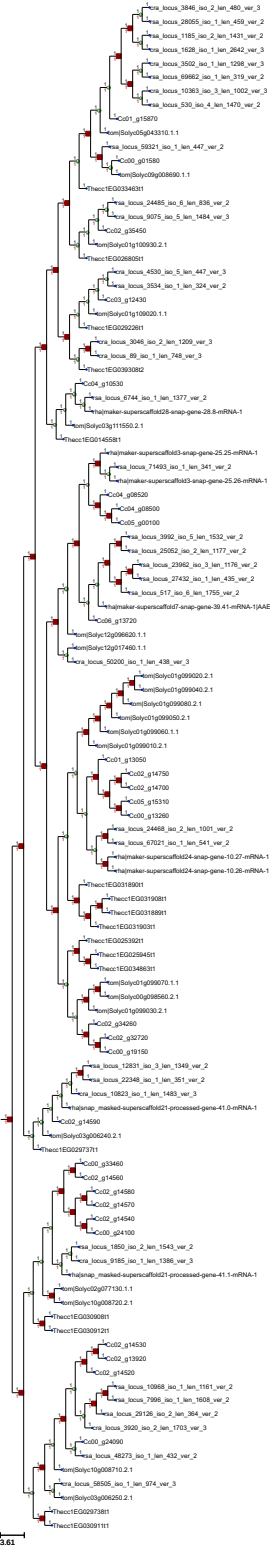 cra_locus_3846_iso_2_len_480_ver_3
rsa_locus_28055_iso_1_len_459_ver_2
rsa_locus_1185_iso_2_len_1431_ver_2
cra_locus_1628_iso_1_len_2642_ver_3
cra_locus_3502_iso_1_len_1298_ver_3
rsa_locus_69662_iso_1_len_319_ver_2
cra_locus_10363_iso_3_len_1002_ver_3
rsa_locus_530_iso_4_len_1470_ver_2
Cc01_g15870
tom|Solyc05g043310.1.1
rsa_locus_59321_iso_1_len_447_ver_2
Cc00_g01580
tom|Solyc09g008690.1.1
Thecc1EG033463t1
rsa_locus_24485_iso_6_len_836_ver_2
cra_locus_9075_iso_5_len_1484_ver_3
Cc02_g35450
tom|Solyc01g100930.2.1
Thecc1EG026805t1
cra_locus_4530_iso_5_len_447_ver_3
rsa_locus_3534_iso_1_len_324_ver_2
Cc03_g12430
tom|Solyc01g109020.1.1
Thecc1EG029226t1
cra_locus_3046_iso_2_len_1209_ver_3
cra_locus_89_iso_1_len_748_ver_3
Thecc1EG039308t2
Cc04_g10530
rsa_locus_6744_iso_1_len_1377_ver_2
rha|maker-superscaffold28-snap-gene-28.8-mRNA-1
tom|Solyc03g111550.2.1
Thecc1EG014558t1
rha|maker-superscaffold3-snap-gene-25.25-mRNA-1
rsa_locus_71493_iso_1_len_341_ver_2
rha|maker-superscaffold3-snap-gene-25.26-mRNA-1
Cc04_g08520
Cc04_g08500
Cc05_g00100
rsa_locus_3992_iso_5_len_1532_ver_2
rsa_locus_25052_iso_2_len_1177_ver_2
rsa_locus_23962_iso_3_len_1176_ver_2
rsa_locus_27432_iso_1_len_435_ver_2
rsa_locus_517_iso_6_len_1755_ver_2
rha|maker-superscaffold7-snap-gene-39.41-mRNA-1|AAE
Cc06_g13720
tom|Solyc12g096620.1.1
tom|Solyc12g017460.1.1
cra_locus_50200_iso_1_len_438_ver_3
tom|Solyc01g099020.2.1
tom|Solyc01g099040.2.1
tom|Solyc01g099080.2.1
tom|Solyc01g099050.2.1
tom|Solyc01g099060.1.1
tom|Solyc01g099010.2.1
Cc01_g13050
Cc02_g14750
Cc02_g14700
Cc05_g15310
Cc00_g13260
rsa_locus_24468_iso_2_len_1001_ver_2
rsa_locus_67021_iso_1_len_541_ver_2
rha|maker-superscaffold24-snap-gene-10.27-mRNA-1
rha|maker-superscaffold24-snap-gene-10.26-mRNA-1
Thecc1EG031890t1
Thecc1EG031908t1
Thecc1EG031889t1
Thecc1EG031903t1
Thecc1EG025392t1
Thecc1EG025945t1
Thecc1EG034863t1
tom|Solyc01g099070.1.1
tom|Solyc00g098560.2.1
tom|Solyc01g099030.2.1
Cc02_g34260
Cc02_g32720
Cc00_g19150
rsa_locus_12831_iso_3_len_1349_ver_2
rsa_locus_22348_iso_1_len_351_ver_2
cra_locus_10823_iso_1_len_1483_ver_3
rha|snap_masked-superscaffold21-processed-gene-41.0-mRNA-1
Cc02_g14590
tom|Solyc03g006240.2.1
Thecc1EG029737t1
Cc00_g33460
Cc02_g14560
Cc02_g14580
Cc02_g14570
Cc02_g14540
Cc00_g24100
rsa_locus_1850_iso_2_len_1543_ver_2
cra_locus_9185_iso_1_len_1386_ver_3
rha|snap_masked-superscaffold21-processed-gene-41.1-mRNA-1
tom|Solyc02g077130.1.1
tom|Solyc10g008720.2.1
Thecc1EG030908t1
Thecc1EG030912t1
Cc02_g14530
Cc02_g13920
Cc02_g14520
rsa_locus_10968_iso_1_len_1161_ver_2
rsa_locus_7996_iso_1_len_1608_ver_2
rsa_locus_29126_iso_2_len_364_ver_2
cra_locus_3920_iso_2_len_1703_ver_3
Cc00_g24090
rsa_locus_48273_iso_1_len_432_ver_2
tom|Solyc10g008710.2.1
cra_locus_58505_iso_1_len_974_ver_3
tom|Solyc03g006250.2.1
Thecc1EG029738t1
Thecc1EG030911t1
3.61